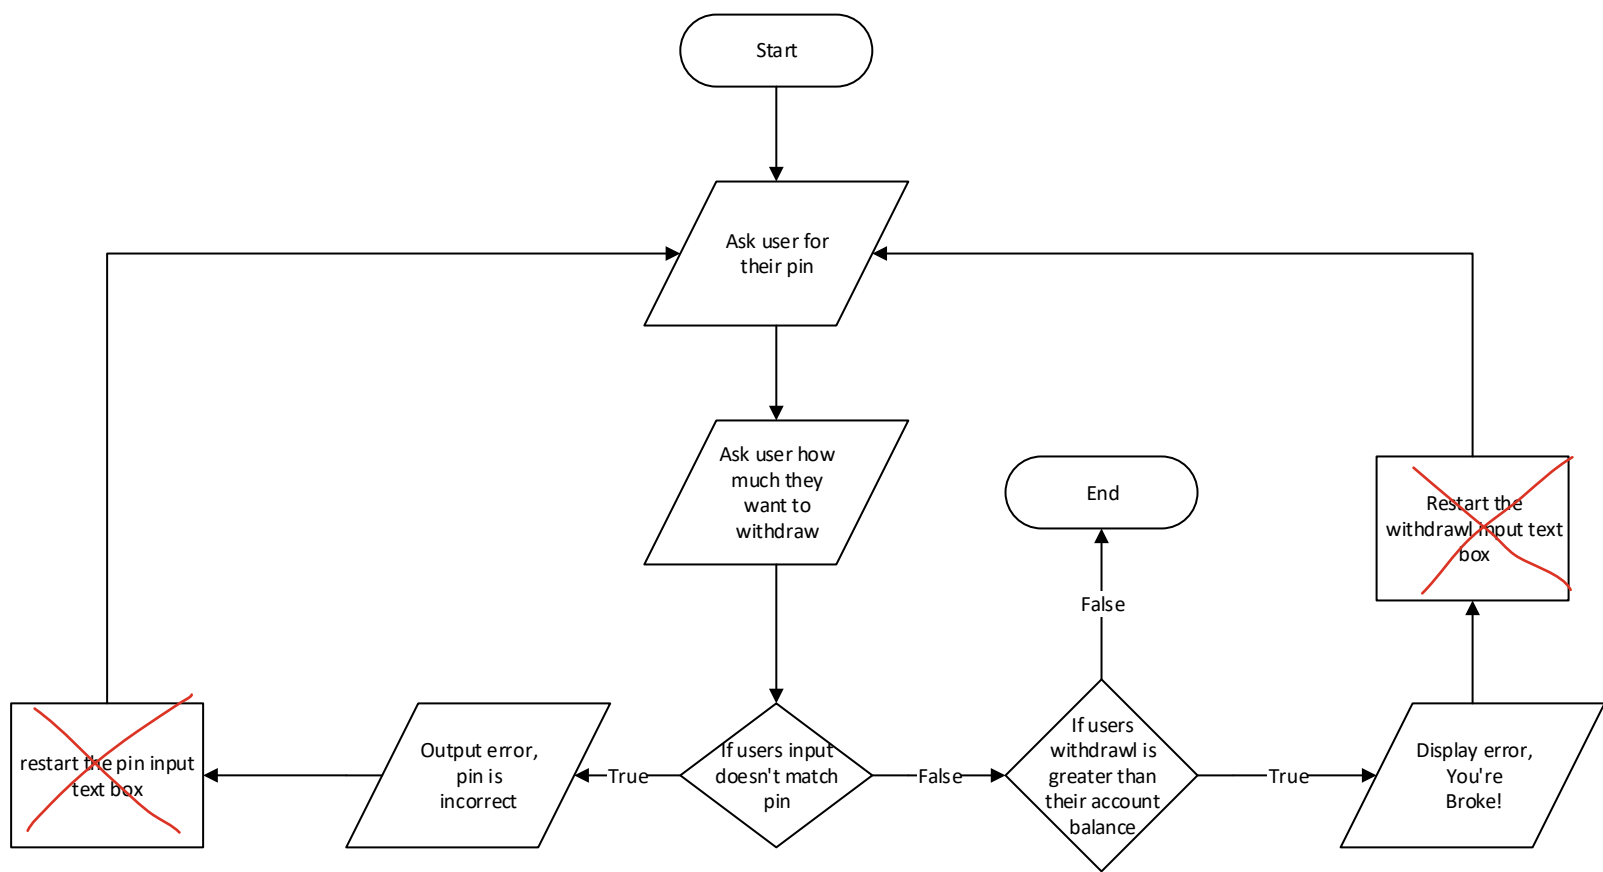 Start
Ask user for
their pin
Ask user how
much they
want to
withdraw
End
Restart the
withdrawl input text
box
False
restart the pin input
text box
Output error,
pin is
incorrect
True
If users input
doesn't match
pin
False
If users
withdrawl is
greater than
their account
balance
True
Display error,
You're
Broke!